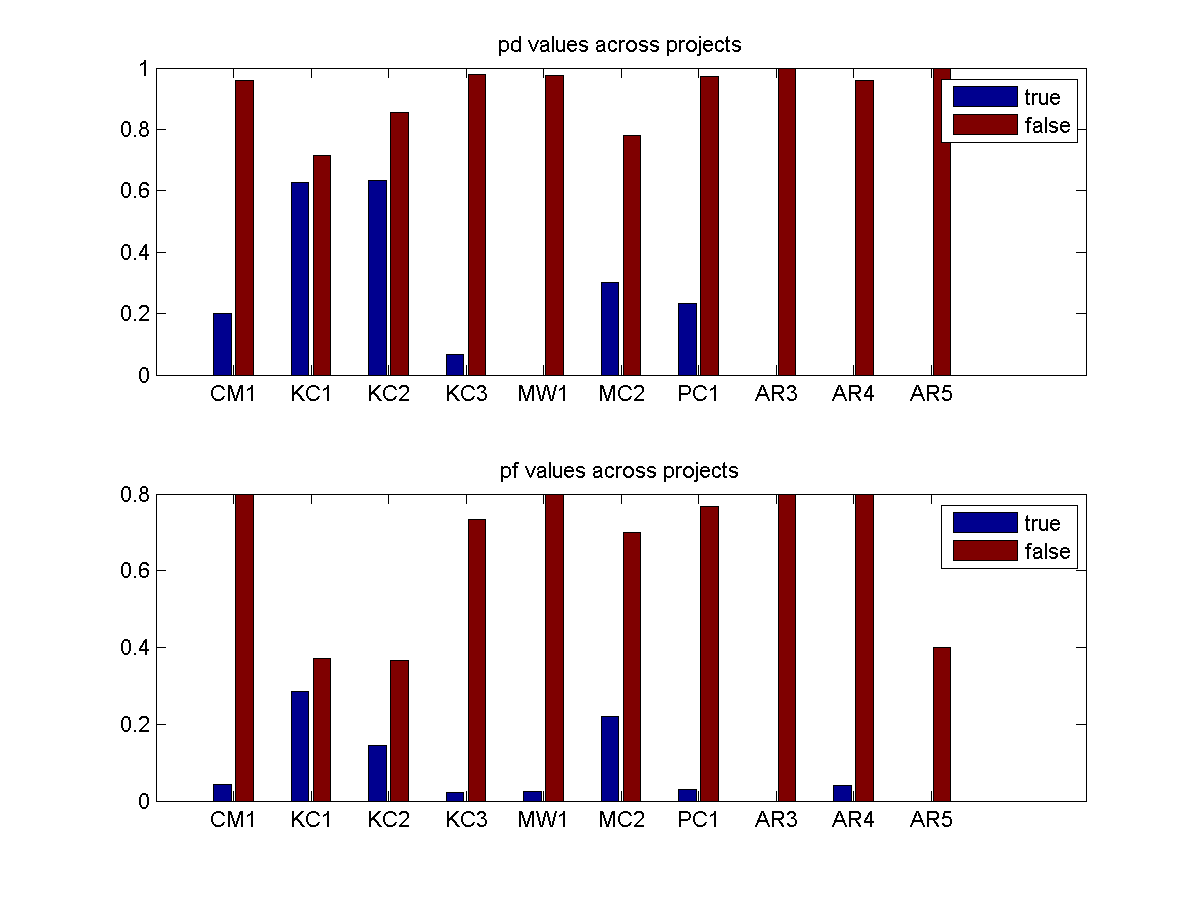 pd values across projects
1
0.8
0.6
0.4
0.2
0
true
false
CM1 KC1 KC2 KC3 MW1 MC2 PC1 AR3 AR4 AR5
pf values across projects
0.8
0.6
0.4
0.2
0
true
false
CM1 KC1 KC2 KC3 MW1 MC2 PC1 AR3 AR4 AR5